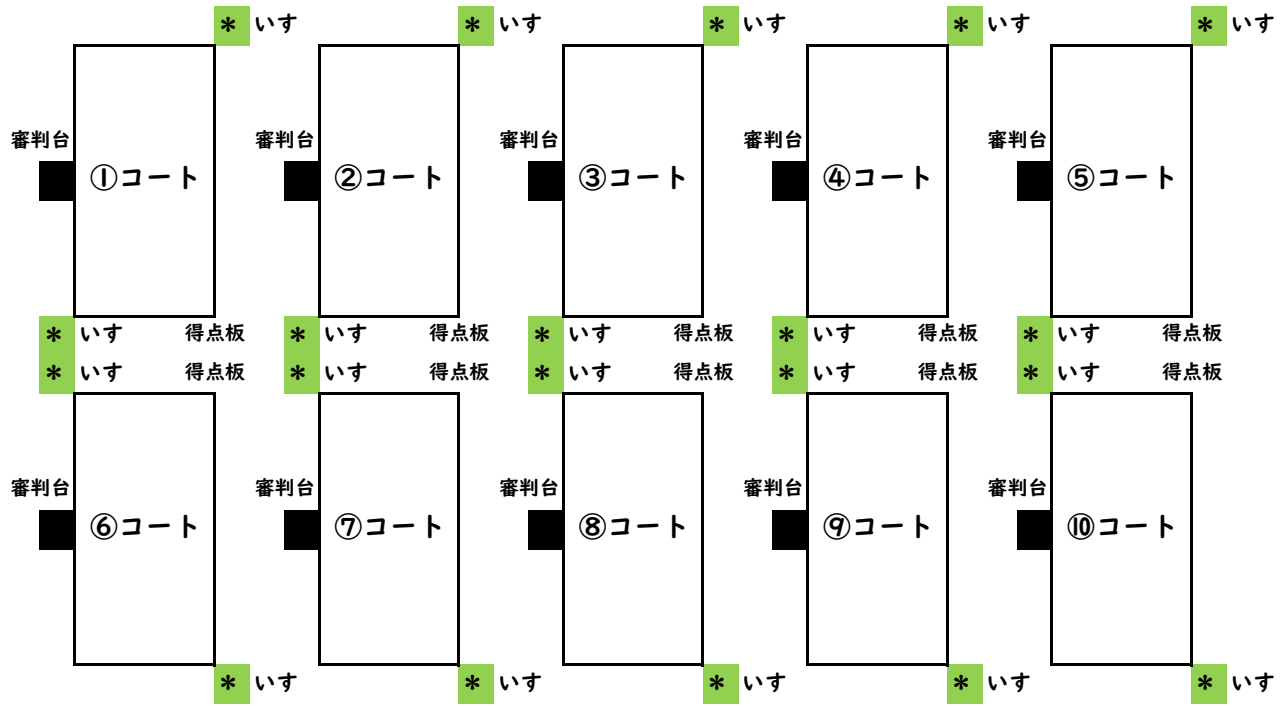 * いす * いす * いす * いす * いす
審判台 審判台 審判台 審判台 審判台
①コート ②コート ③コート ④コート ⑤コート
* いす 得点板 * いす 得点板 * いす 得点板 * いす 得点板 * いす 得点板
* いす 得点板 * いす 得点板 * いす 得点板 * いす 得点板 * いす 得点板
審判台 審判台 審判台 審判台 審判台
⑥コート ⑦コート ⑧コート ⑨コート ⑩コート
* いす * いす * いす * いす * いす